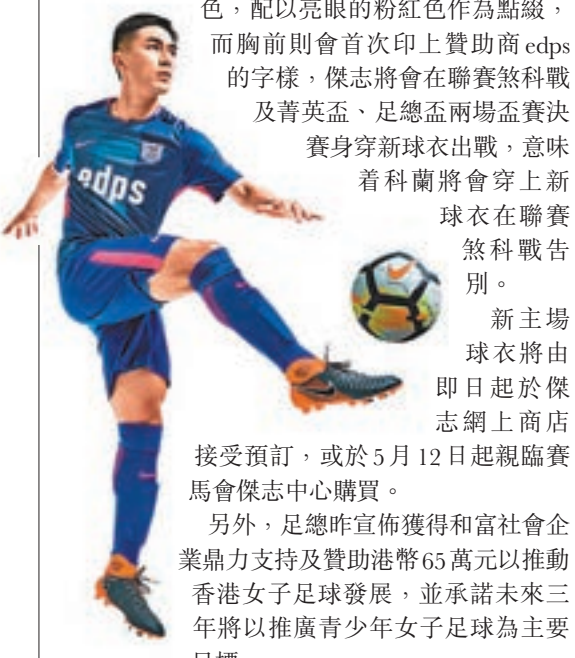 色，配以亮眼的粉紅色作為點綴，
而胸前則會首次印上贊助商edps
的字樣，傑志將會在聯賽煞科戰
及菁英盃、足總盃兩場盃賽決
賽身穿新球衣出戰，意味
着科蘭將會穿上新
球衣在聯賽
煞科戰告
別。
新主場
球衣將由
即日起於傑
志網上商店
接受預訂，或於5月12日起親臨賽
馬會傑志中心購買。
另外，足總昨宣佈獲得和富社會企
業鼎力支持及贊助港幣65萬元以推動
香港女子足球發展，並承諾未來三
年將以推廣青少年女子足球為主要
edps